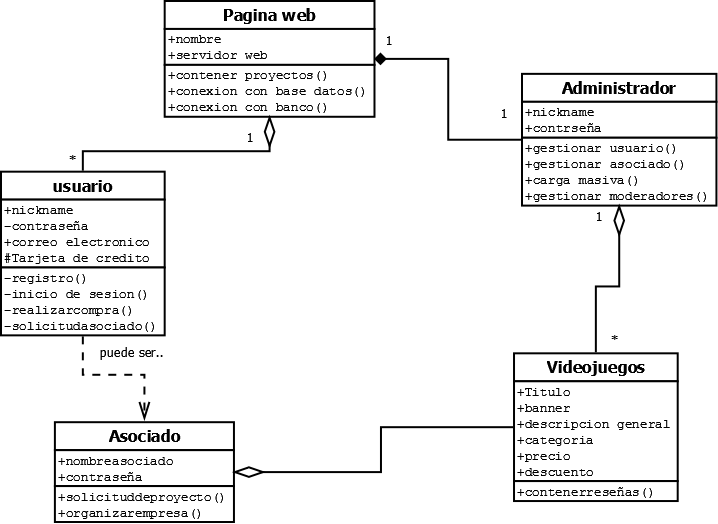 Pagina web
+nombre
+servidor web
+contener proyectos()
+conexion con base datos()
+conexion con banco()
1
1
Administrador
+nickname
+contrseña
+gestionar usuario()
+gestionar asociado()
+carga masiva()
+gestionar moderadores()
1
*
usuario
+nickname
-contraseña
+correo electronico
#Tarjeta de credito
-registro()
-inicio de sesion()
-realizarcompra()
-solicitudasociado()
1
*
puede ser..
Videojuegos
+Titulo
+banner
+descripcion general
+categoria
+precio
+descuento
+contenerreseñas()
Asociado
+nombreasociado
+contraseña
+solicituddeproyecto()
+organizarempresa()